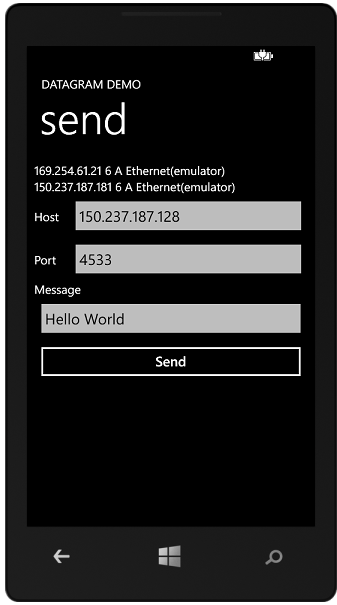 DATAGRAM DEMO
send
169.254.61.21 6 A Ethernet(emulator)
150.237.187.181 6 A Ethernet(emulator)
Host 150.237.187.128
Port 4533
Message
Hello World
Send